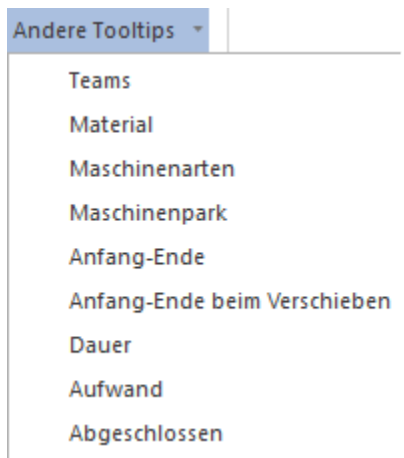 Andere Tooltips
Teams
Material
Maschinenarten
Maschinenpark
Anfang-Ende
Anfang-Ende beim Verschieben
Dauer
Aufwand
Abgeschlossen